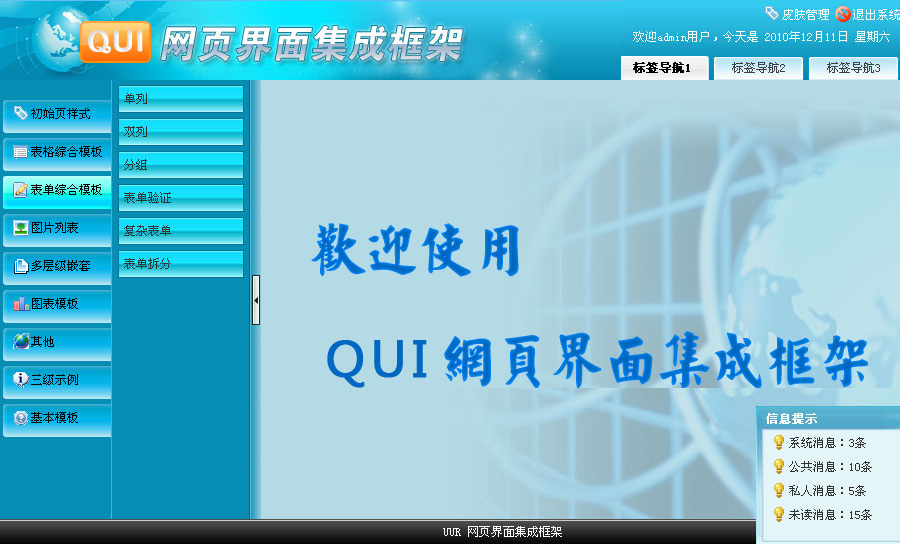 皮肤管理 退出系统
QUI 网页界面集成框架
欢迎admin用户，今天是 2010年12月11日 星期六
标签导航1 标签导航2 标签导航3
初始页样式
表格综合模板
表单综合模板
图片列表
多层级嵌套
图表模板
其他
三级示例
基本模板
单列
双列
分组
表单验证
复杂表单
表单拆分
歡迎使用
QUI 網頁界面集成框架
信息提示
系统消息：3条
公共消息：10条
私人消息：5条
未读消息：15条
UUR 网页界面集成框架